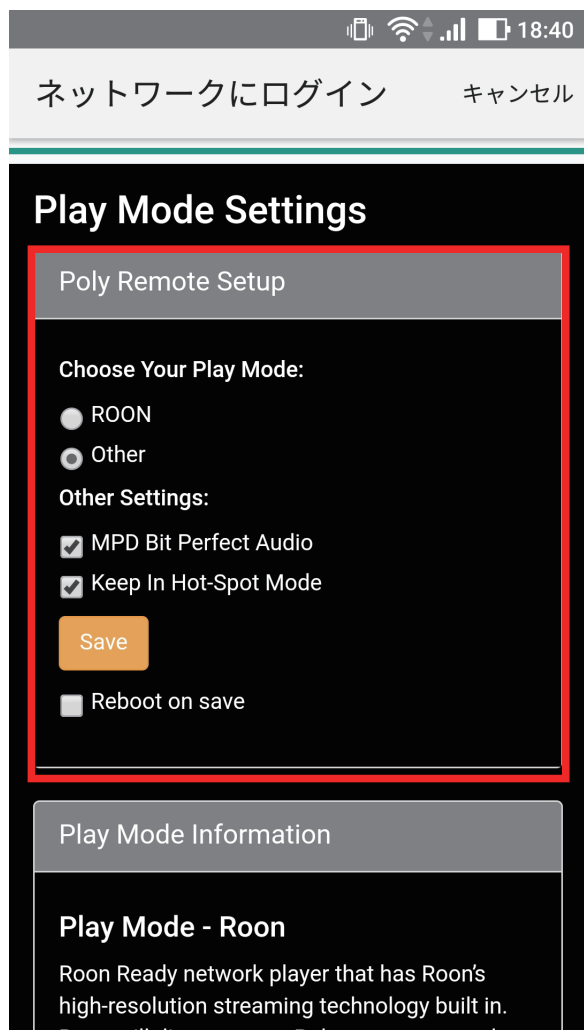 18:40
ネットワークにログイン キャンセル
Play Mode Settings
Poly Remote Setup
Choose Your Play Mode:
ROON
Other
Other Settings:
MPD Bit Perfect Audio
Keep In Hot-Spot Mode
Save
Reboot on save
Play Mode Information
Play Mode - Roon
Roon Ready network player that has Roon’s
high-resolution streaming technology built in.